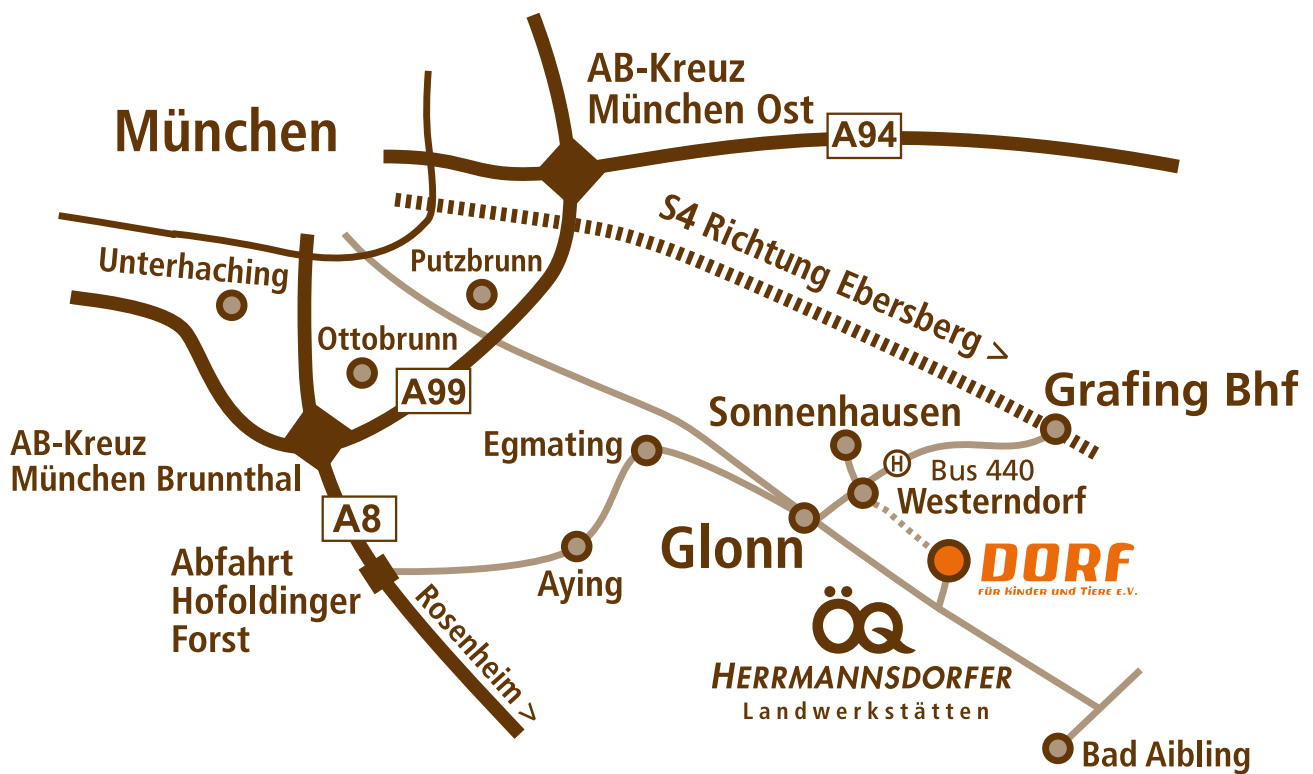 AB-Kreuz
München Ost
München
A94
S4 Richtung Ebersberg >
Unterhaching
Putzbrunn
Ottobrunn
A99
Grafing Bhf
Sonnenhausen
AB-Kreuz
München Brunnthal
Egmating
H
Bus 440
Westerndorf
A8
Glonn
DORF
FÜR KINDER UND TIERE E.V.
Abfahrt
Hofoldinger
Forst
Aying
Rosenheim >
ÖQ
HERRMANNSDORFER
Landwerkstätten
Bad Aibling